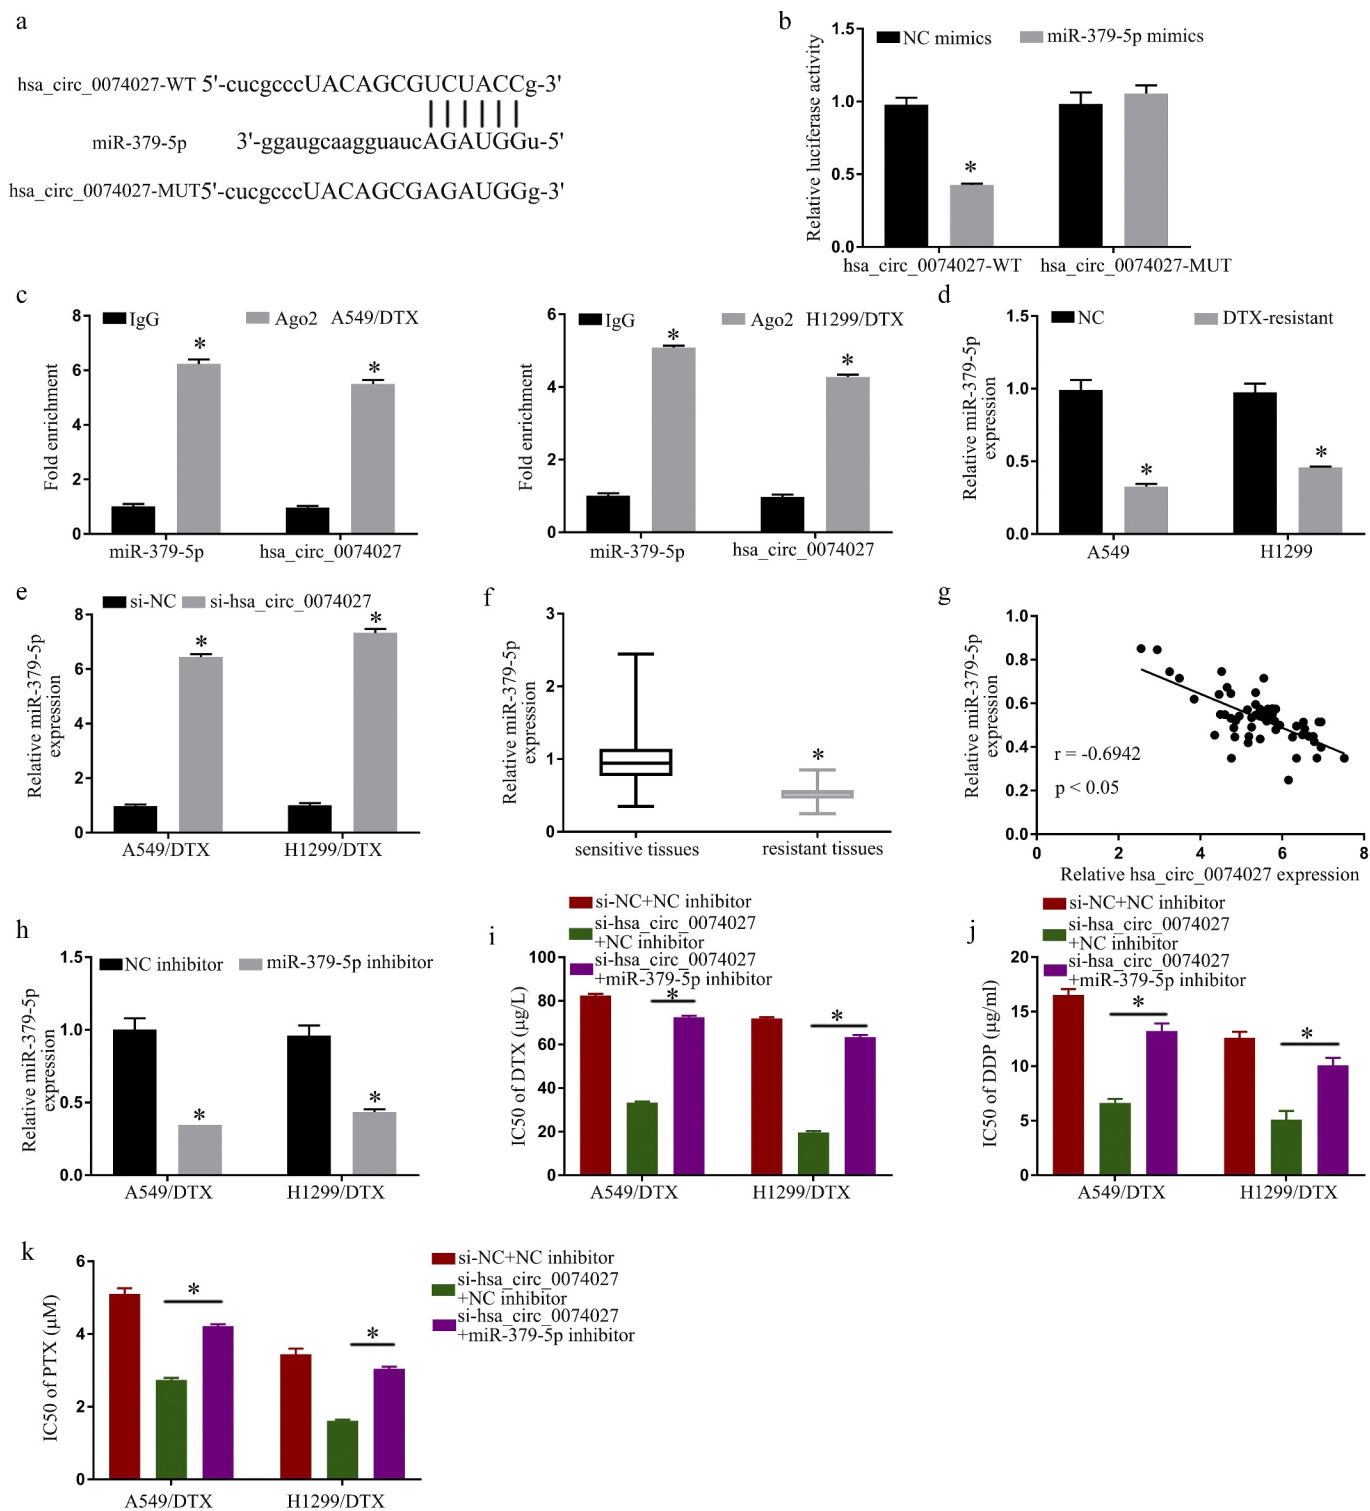 a
hsa_circ_0074027-WT 5'-cucgcccUACAGCGUCUACCg-3'
miR-379-5p 3'-ggaugcaagguaucAGAUGGu-5'
hsa_circ_0074027-MUT 5'-cucgcccUACAGCGAGAUGGg-3'
b
NC mimics miR-379-5p mimics
Relative luciferase activity
1.5
1.0
0.5
0.0
*
hsa_circ_0074027-WT hsa_circ_0074027-MUT
c
IgG Ago2 A549/DTX
Fold enrichment
8
6
4
2
0
* *
miR-379-5p hsa_circ_0074027
IgG Ago2 H1299/DTX
Fold enrichment
6
4
2
0
* *
miR-379-5p hsa_circ_0074027
d
NC DTX-resistant
Relative miR-379-5p
expression
1.5
1.0
0.5
0.0
* *
A549 H1299
e
si-NC si-hsa_circ_0074027
Relative miR-379-5p
expression
8
6
4
2
0
* *
A549/DTX H1299/DTX
f
Relative miR-379-5p
expression
3
2
1
0
*
sensitive tissues resistant tissues
g
Relative miR-379-5p
expression
1.0
0.8
0.6
0.4
0.2
0.0
r = -0.6942
p < 0.05
0 2 4 6 8
Relative hsa_circ_0074027 expression
h
NC inhibitor miR-379-5p inhibitor
Relative miR-379-5p
expression
1.5
1.0
0.5
0.0
* *
A549/DTX H1299/DTX
i
si-NC+NC inhibitor
si-hsa_circ_0074027
+NC inhibitor
si-hsa_circ_0074027
+miR-379-5p inhibitor
IC50 of DTX (μg/L)
100
80
60
40
20
0
* *
A549/DTX H1299/DTX
j
si-NC+NC inhibitor
si-hsa_circ_0074027
+NC inhibitor
si-hsa_circ_0074027
+miR-379-5p inhibitor
IC50 of DDP (μg/ml)
20
15
10
5
0
* *
A549/DTX H1299/DTX
k
si-NC+NC inhibitor
si-hsa_circ_0074027
+NC inhibitor
si-hsa_circ_0074027
+miR-379-5p inhibitor
IC50 of PTX (μM)
6
4
2
0
* *
A549/DTX H1299/DTX